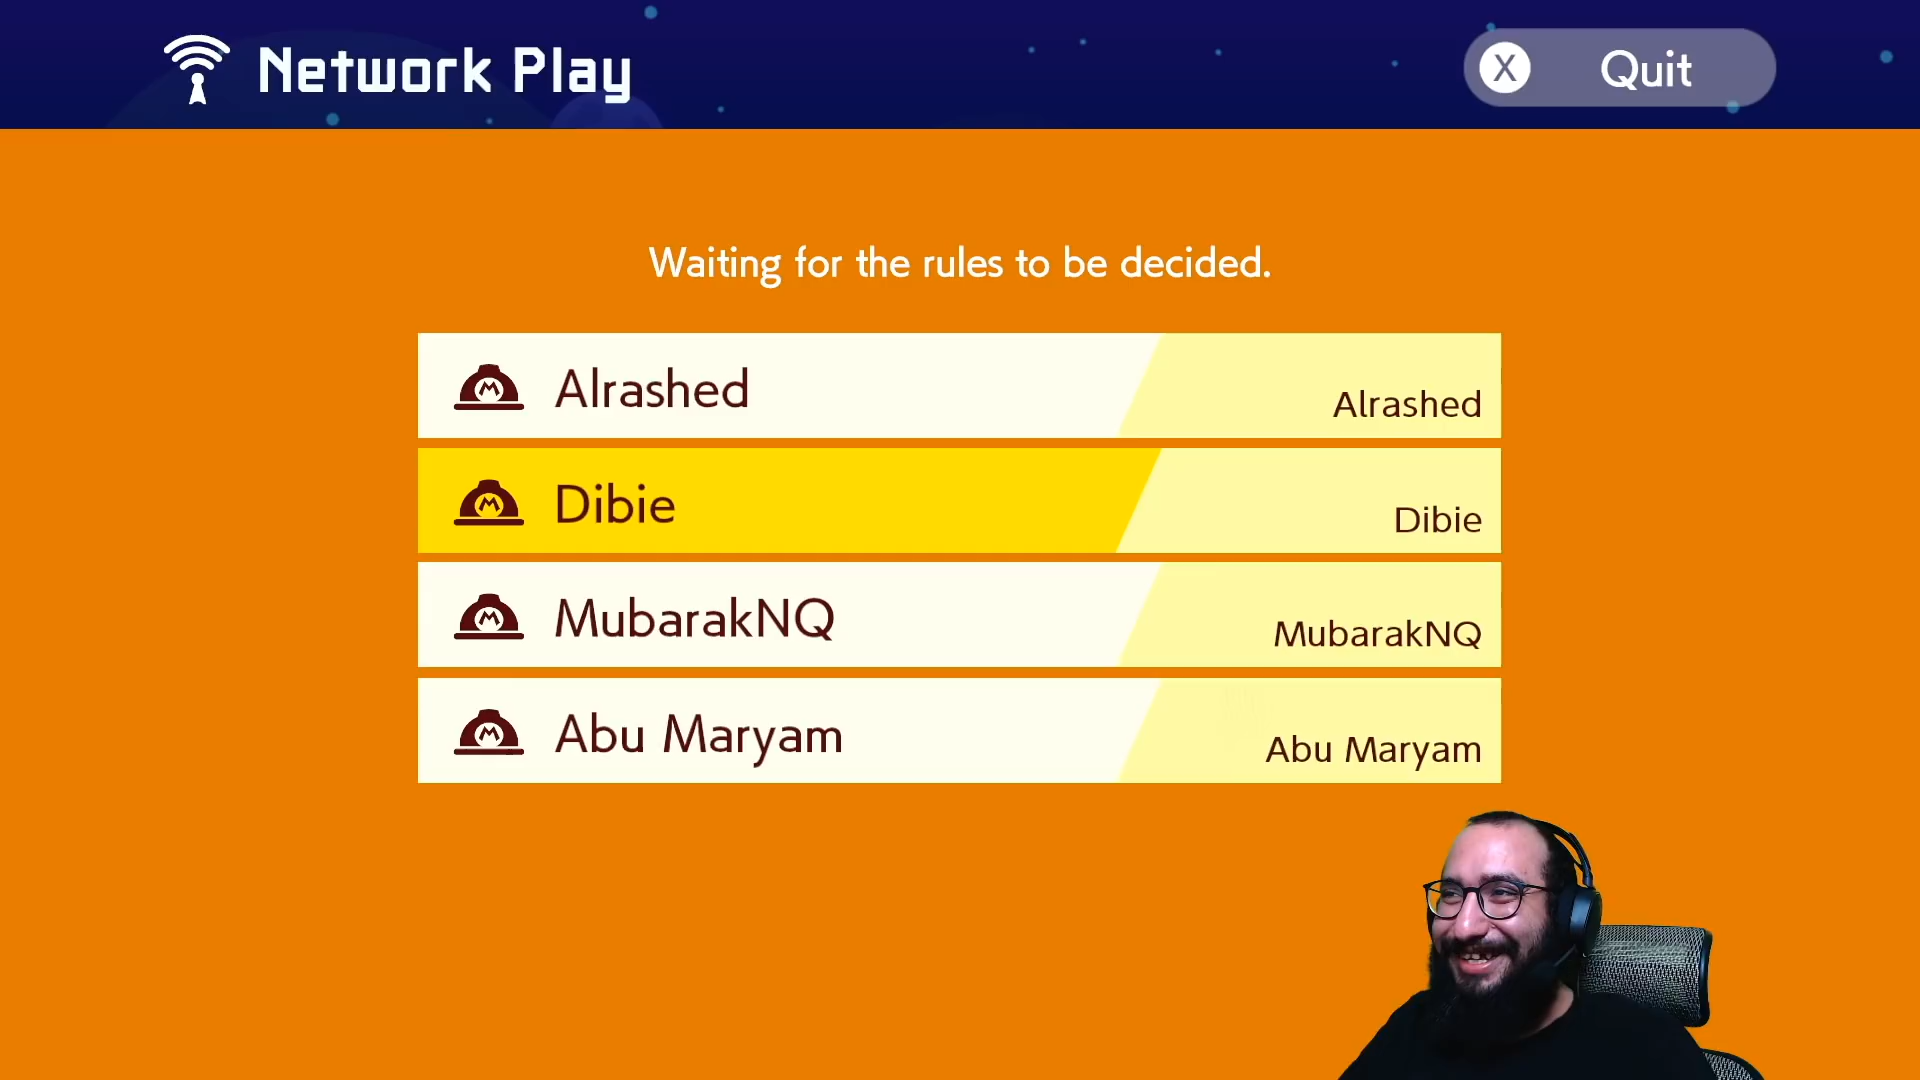 Network Play
X Quit
Waiting for the rules to be decided.
Alrashed Alrashed
Dibie Dibie
MubarakNQ MubarakNQ
Abu Maryam Abu Maryam